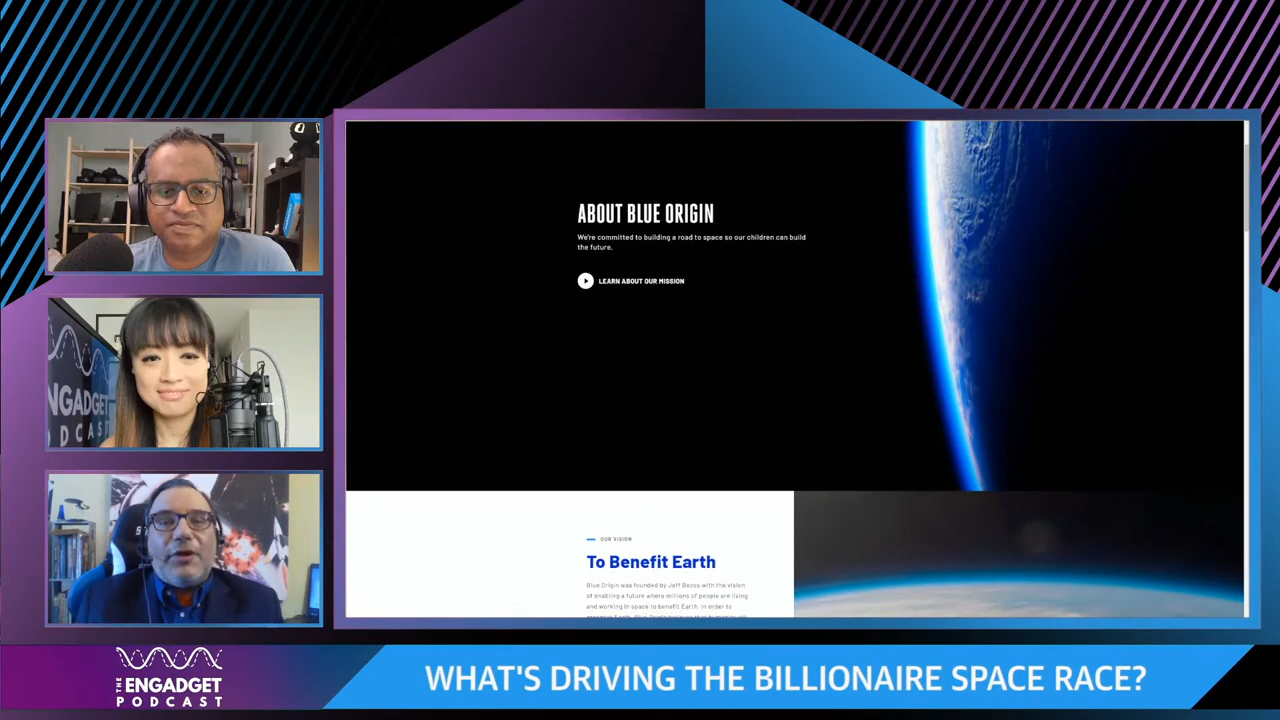 ABOUT BLUE ORIGIN
We're committed to building a road to space so our children can build
the future.
LEARN ABOUT OUR MISSION
NGADGET
PDCAS
OUR VISION
To Benefit Earth
Blue Origin was founded by Jeff Bezos with the vision
of enabling a future where millions of people are living
and working in space to benefit Earth. In order to
THE
ENGADGET
PODCAST
WHAT'S DRIVING THE BILLIONAIRE SPACE RACE?